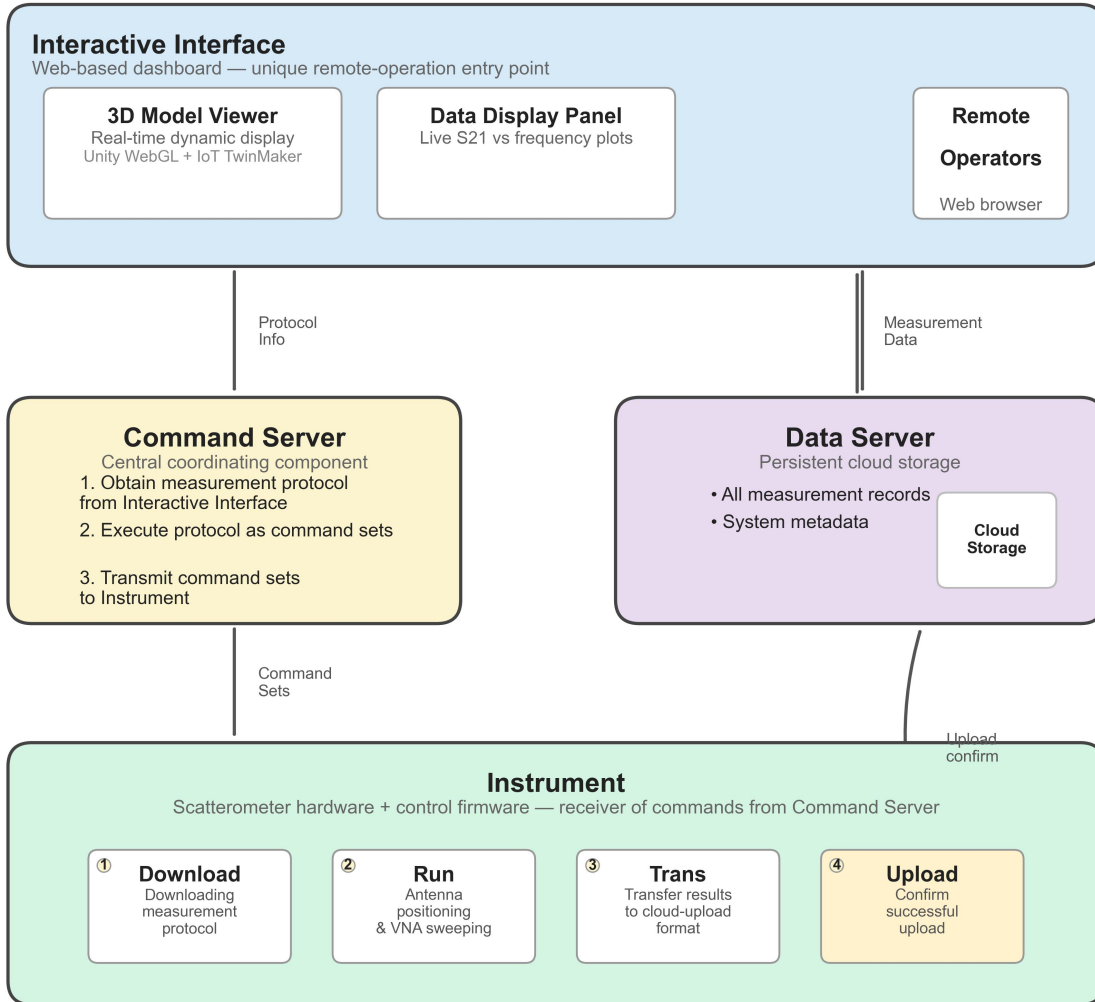 Interactive Interface
Web-based dashboard — unique remote-operation entry point
3D Model Viewer
Real-time dynamic display
Unity WebGL + IoT TwinMaker
Data Display Panel
Live S21 vs frequency plots
Remote
Operators
Web browser
Protocol
Info
Measurement
Data
Command Server
Central coordinating component
1. Obtain measurement protocol
from Interactive Interface
2. Execute protocol as command sets
3. Transmit command sets
to Instrument
Data Server
Persistent cloud storage
• All measurement records
• System metadata
Cloud
Storage
Command
Sets
Upload
confirm
Instrument
Scatterometer hardware + control firmware — receiver of commands from Command Server
①
Download
Downloading
measurement
protocol
②
Run
Antenna
positioning
& VNA sweeping
③
Trans
Transfer results
to cloud-upload
format
④
Upload
Confirm
successful
upload